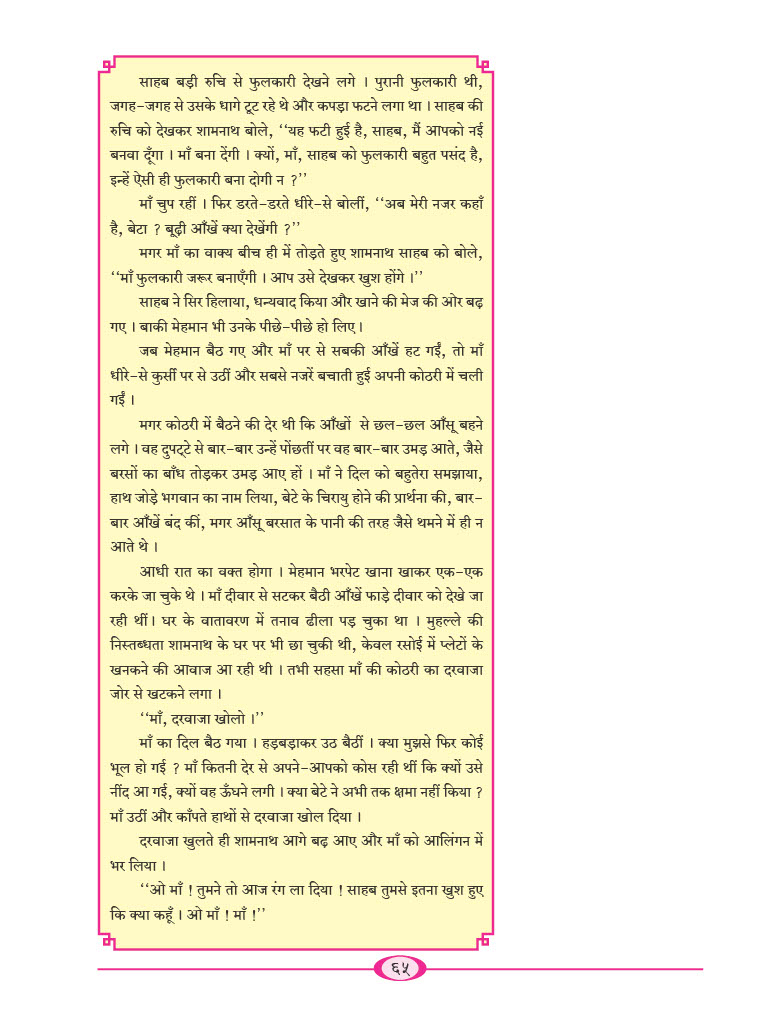 साहब बड़ी रुचि से फुलकारी देखने लगे । पुरानी फुलकारी थी,
जगह-जगह से उसके धागे टूट रहे थे और कपड़ा फटने लगा था । साहब की
रुचि को देखकर शामनाथ बोले, ‘‘यह फटी हुई है, साहब, मैं आपको नई
बनवा दूँगा । माँ बना देंगी । क्यों, माँ, साहब को फुलकारी बहुत पसंद है,
इन्हें ऐसी ही फुलकारी बना दोगी न ?’’
माँ चुप रहीं । फिर डरते-डरते धीरे-से बोलीं, ‘‘अब मेरी नजर कहाँ
है, बेटा ? बूढ़ी आँखें क्या देखेंगी ?’’
मगर माँ का वाक्य बीच ही में तोड़ते हुए शामनाथ साहब को बोले,
‘‘माँ फुलकारी जरूर बनाएँगी । आप उसे देखकर खुश होंगे ।’’
साहब ने सिर हिलाया, धन्यवाद किया और खाने की मेज की ओर बढ़
गए । बाकी मेहमान भी उनके पीछे-पीछे हो लिए।
जब मेहमान बैठ गए और माँ पर से सबकी आँखें हट गईं, तो माँ
धीरे-से कुर्सी पर से उठीं और सबसे नजरें बचाती हुई अपनी कोठरी में चली
गईं ।
मगर कोठरी में बैठने की देर थी कि आँखों से छल-छल आँसू बहने
लगे । वह दुपट्टे से बार-बार उन्हें पोंछतीं पर वह बार-बार उमड़ आते, जैसे
बरसों का बाँध तोड़कर उमड़ आए हों । माँ ने दिल को बहुतेरा समझाया,
हाथ जोड़े भगवान का नाम लिया, बेटे के चिरायु होने की प्रार्थना की, बार-
बार आँखें बंद कीं, मगर आँसू बरसात के पानी की तरह जैसे थमने में ही न
आते थे ।
आधी रात का वक्त होगा । मेहमान भरपेट खाना खाकर एक-एक
करके जा चुके थे । माँ दीवार से सटकर बैठी आँखें फाड़े दीवार को देखे जा
रही थीं। घर के वातावरण में तनाव ढीला पड़ चुका था । मुहल्ले की
निस्तब्धता शामनाथ के घर पर भी छा चुकी थी, केवल रसोई में प्लेटों के
खनकने की आवाज आ रही थी । तभी सहसा माँ की कोठरी का दरवाजा
जोर से खटकने लगा ।
‘‘माँ, दरवाजा खोलो ।’’
माँ का दिल बैठ गया । हड़बड़ाकर उठ बैठीं । क्या मुझसे फिर कोई
भूल हो गई ? माँ कितनी देर से अपने-आपको कोस रही थीं कि क्यों उसे
नींद आ गई, क्यों वह ऊँघने लगी । क्या बेटे ने अभी तक क्षमा नहीं किया ?
माँ उठीं और काँपते हाथों से दरवाजा खोल दिया ।
दरवाजा खुलते ही शामनाथ आगे बढ़ आए और माँ को आलिंगन में
भर लिया ।
‘‘ओ माँ ! तुमने तो आज रंग ला दिया ! साहब तुमसे इतना खुश हुए
कि क्या कहूँ । ओ माँ ! माँ !’’
६५